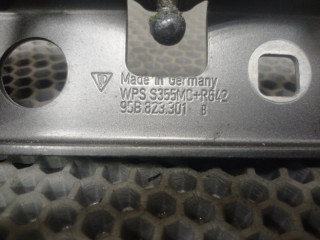 Made in Germany
WPS S355MC+R642
95B.823.301 B